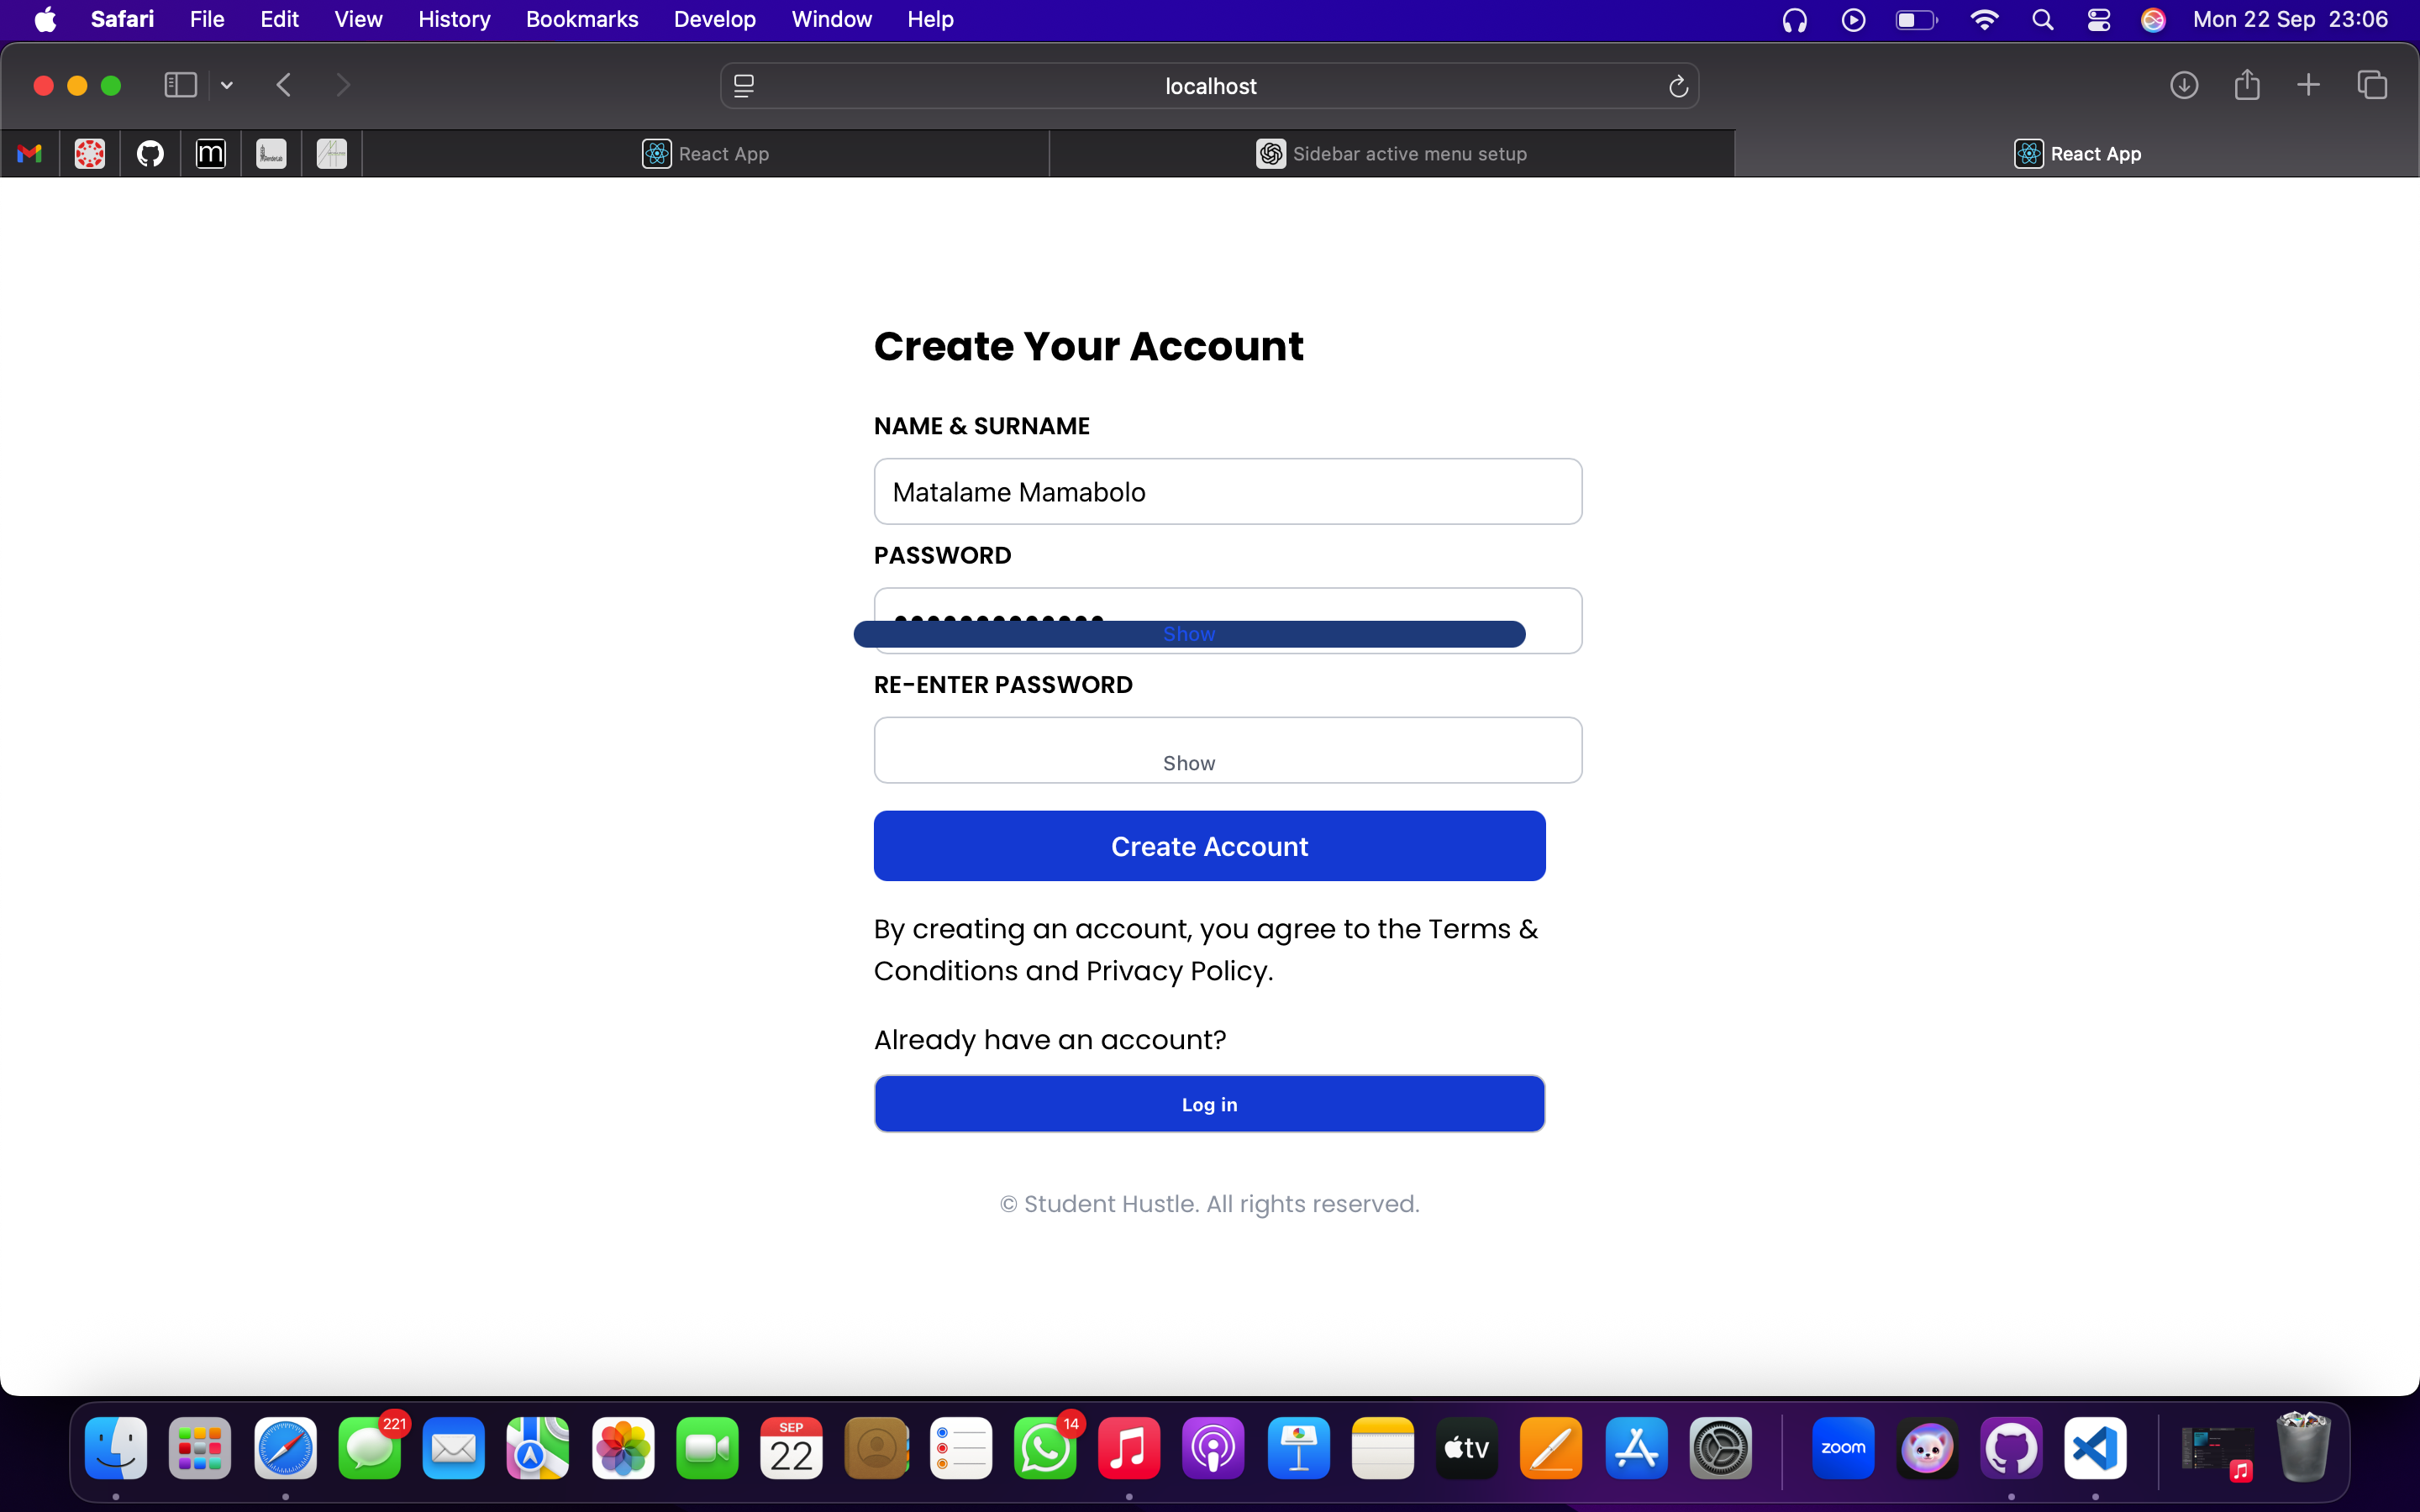 Safari File Edit View History Bookmarks Develop Window Help Mon 22 Sep 23:06
localhost
React App Sidebar active menu setup React App
Create Your Account
NAME & SURNAME
Matalame Mamabolo
PASSWORD
Show
RE-ENTER PASSWORD
Show
Create Account
By creating an account, you agree to the Terms &
Conditions and Privacy Policy.
Already have an account?
Log in
© Student Hustle. All rights reserved.
221
SEP
22
14
tv
zoom